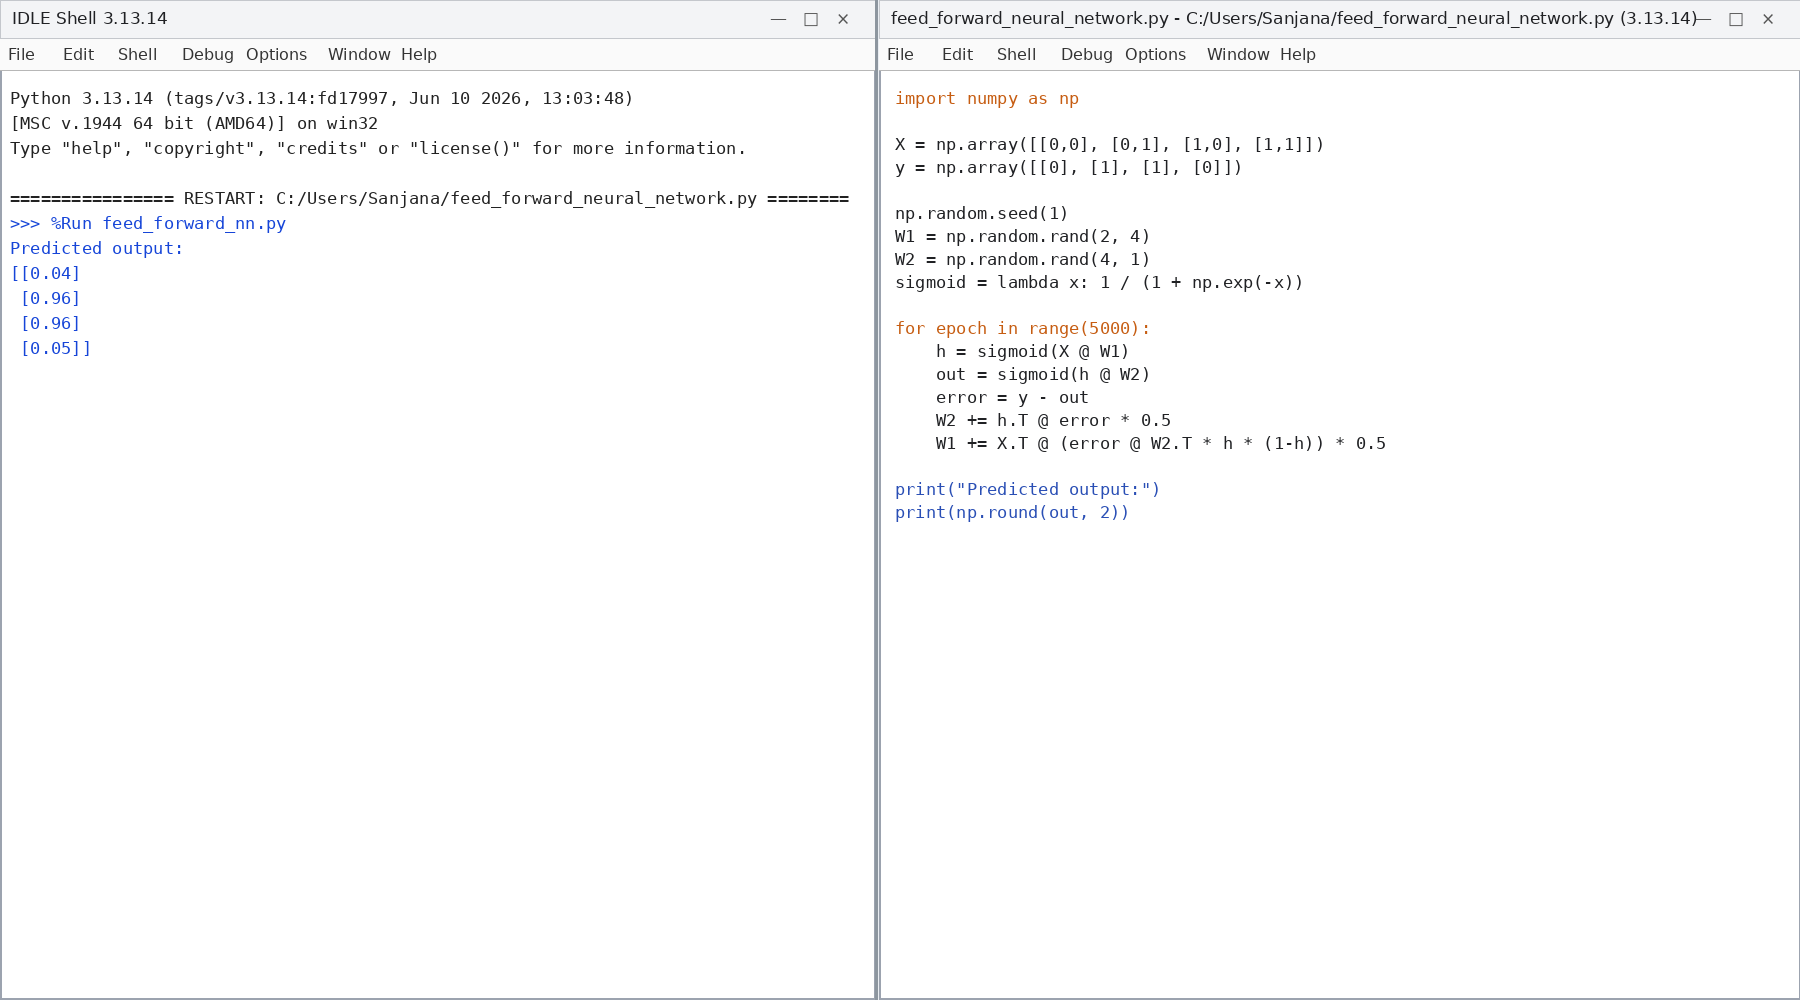 IDLE Shell 3.13.14
File Edit Shell Debug Options Window Help
Python 3.13.14 (tags/v3.13.14:fd17997, Jun 10 2026, 13:03:48)
[MSC v.1944 64 bit (AMD64)] on win32
Type "help", "copyright", "credits" or "license()" for more information.
================ RESTART: C:/Users/Sanjana/feed_forward_neural_network.py ========
>>> %Run feed_forward_nn.py
Predicted output:
[[0.04]
 [0.96]
 [0.96]
 [0.05]]
feed_forward_neural_network.py - C:/Users/Sanjana/feed_forward_neural_network.py (3.13.14)
File Edit Shell Debug Options Window Help
import numpy as np
X = np.array([[0,0], [0,1], [1,0], [1,1]])
y = np.array([[0], [1], [1], [0]])
np.random.seed(1)
W1 = np.random.rand(2, 4)
W2 = np.random.rand(4, 1)
sigmoid = lambda x: 1 / (1 + np.exp(-x))
for epoch in range(5000):
    h = sigmoid(X @ W1)
    out = sigmoid(h @ W2)
    error = y - out
    W2 += h.T @ error * 0.5
    W1 += X.T @ (error @ W2.T * h * (1-h)) * 0.5
print("Predicted output:")
print(np.round(out, 2))